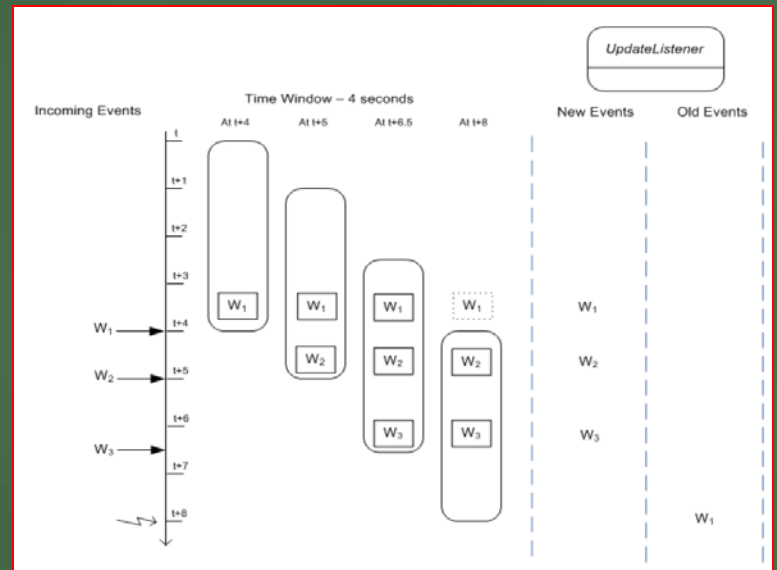 UpdateListener
Time Window – 4 seconds
Incoming Events
New Events
Old Events
At t+4
At t+5
At t+6.5
At t+8
t
t+1
t+2
t+3
W₁
W₁
W₁
W₁
W₁
W₁
t+4
W₂
W₂
W₂
W₂
W₂
t+5
t+6
W₃
W₃
W₃
W₃
t+7
t+8
W₁